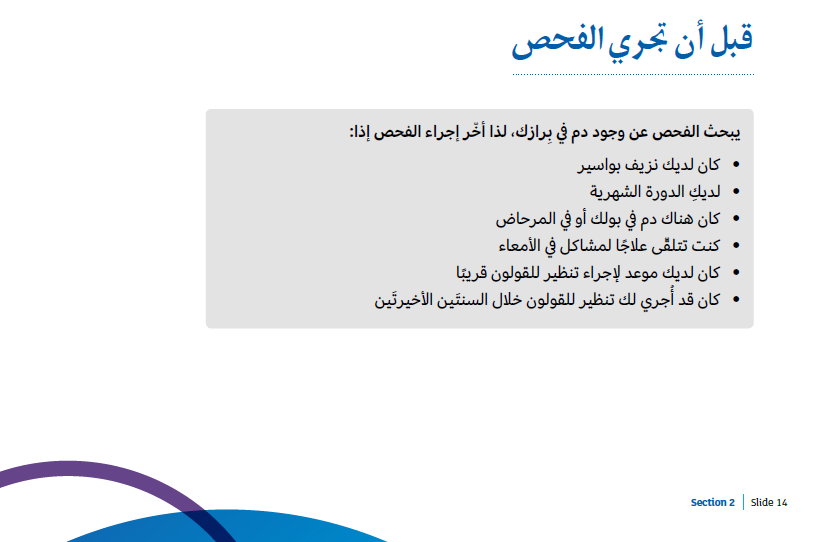 قبل أن تجري الفحص
يبحث الفحص عن وجود دم في بِرازك، لذا أخّر إجراء الفحص إذا:
• كان لديك نزيف بواسير
• لديكِ الدورة الشهرية
• كان هناك دم في بولك أو في المرحاض
• كنت تتلقّى علاجًا لمشاكل في الأمعاء
• كان لديك موعد لإجراء تنظير للقولون قريبًا
• كان قد أُجري لك تنظير للقولون خلال السنتَين الأخيرتَين
Section 2 | Slide 14